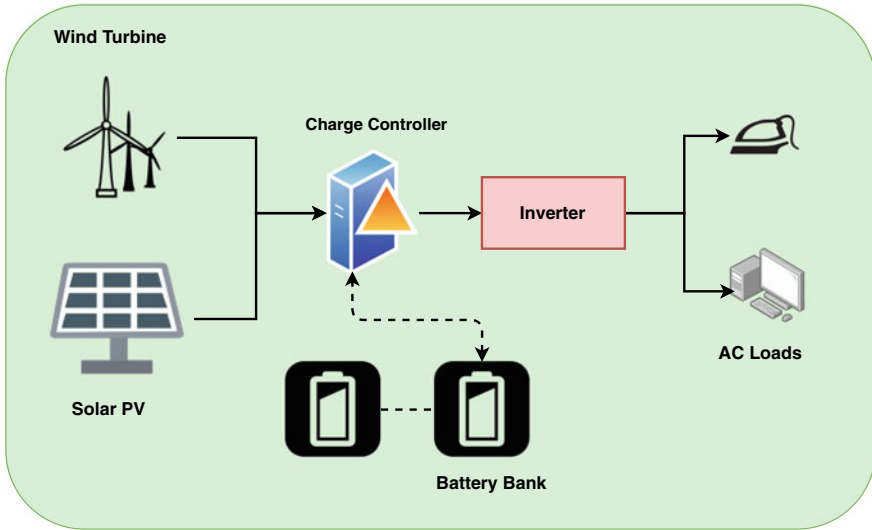 Wind Turbine
Charge Controller
Inverter
Solar PV
AC Loads
Battery Bank